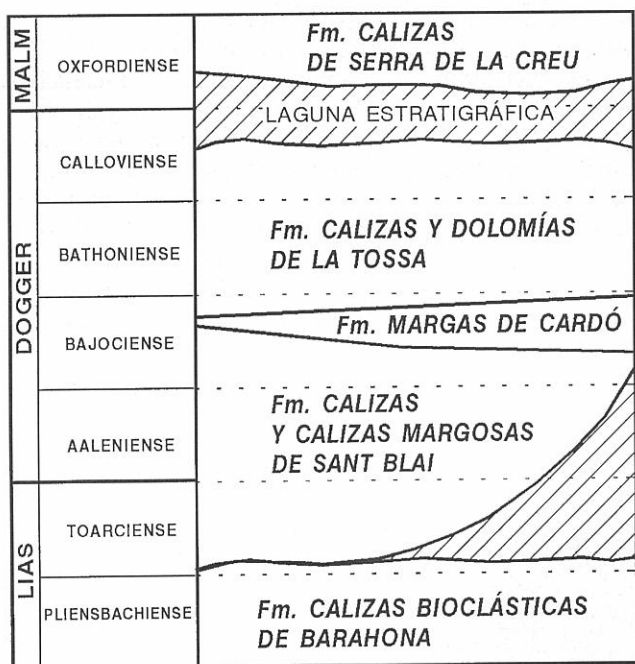 MALM
OXFORDIENSE
Fm. CALIZAS
DE SERRA DE LA CREU
LAGUNA ESTRATIGRÁFICA
DOGGER
CALLOVIENSE
BATHONIENSE
Fm. CALIZAS Y DOLOMÍAS
DE LA TOSSA
BAJOCIENSE
Fm. MARGAS DE CARDÓ
AALENIENSE
Fm. CALIZAS
Y CALIZAS MARGOSAS
DE SANT BLAI
LIAS
TOARCIENSE
PLIENSBACHIENSE
Fm. CALIZAS BIOCLÁSTICAS
DE BARAHONA